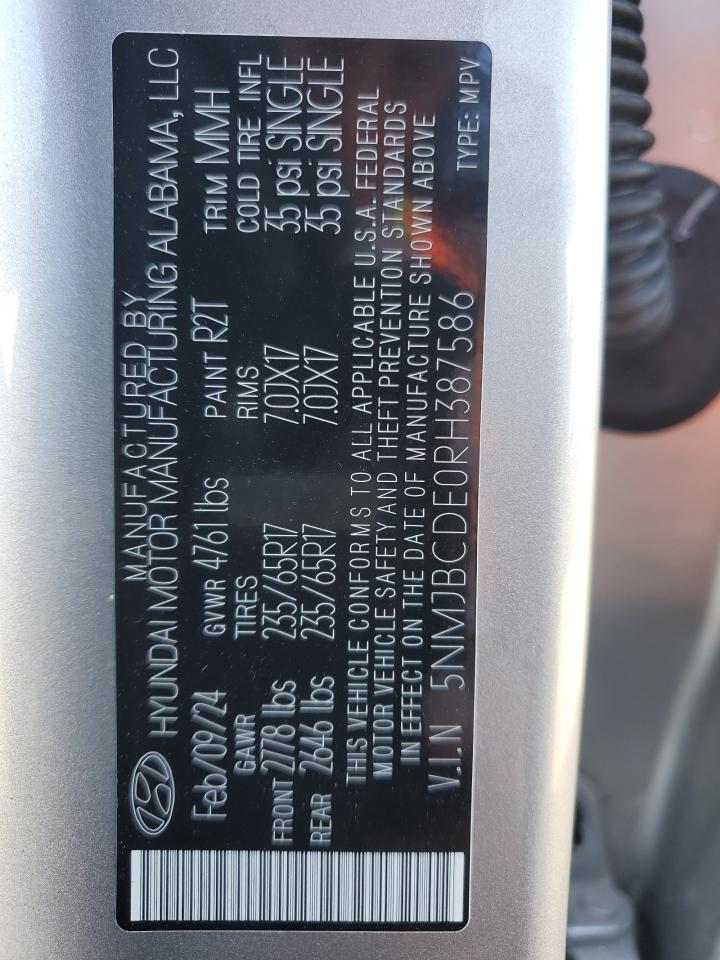 MANUFACTURED BY
HYUNDAI MOTOR MANUFACTURING ALABAMA, LLC
Feb/09/24 GVWR 4761 lbs PAINT R2T TRIM MMH
GAWR TIRES RIMS COLD TIRE INFL
FRONT 2778 lbs 235/65R17 7.0JX17 35 psi SINGLE
REAR 2646 lbs 235/65R17 7.0JX17 35 psi SINGLE
THIS VEHICLE CONFORMS TO ALL APPLICABLE U.S.A. FEDERAL
MOTOR VEHICLE SAFETY AND THEFT PREVENTION STANDARDS
IN EFFECT ON THE DATE OF MANUFACTURE SHOWN ABOVE
V.I.N 5NMJBCDE0RH387586 TYPE: MPV